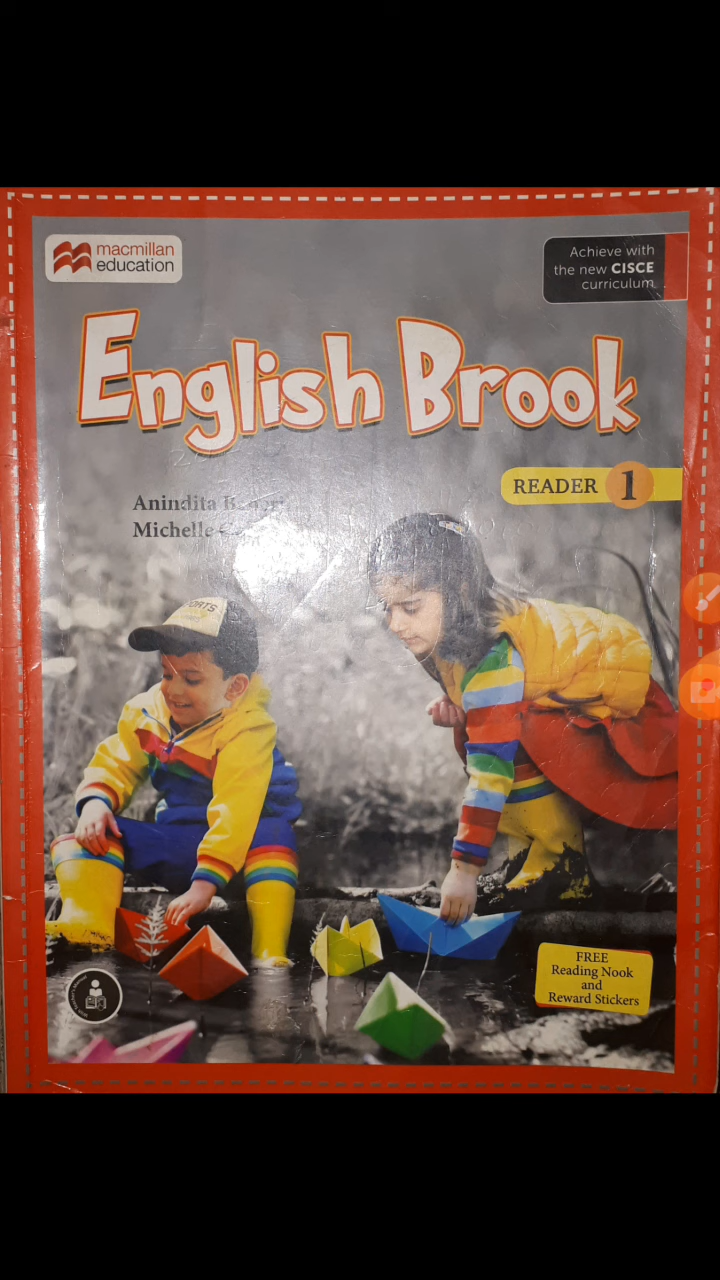 macmillan
education
Achieve with
the new CISCE
curriculum
English Brook
READER 1
Anindita
Michelle
SPORTS
FREE
Reading Nook
and
Reward Stickers